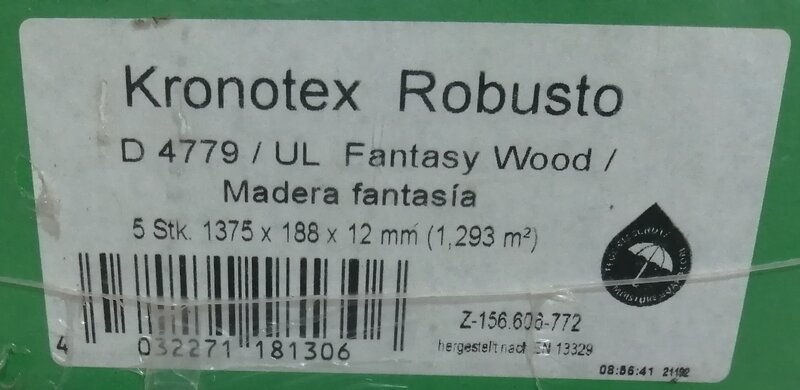 Kronotex Robusto
D 4779 / UL Fantasy Wood /
Madera fantasía
5 Stk. 1375 x 188 x 12 mm (1,293 m²)
Z-156.606-772
hergestellt nach EN 13329
4 032271 181306
08:56:41 21192